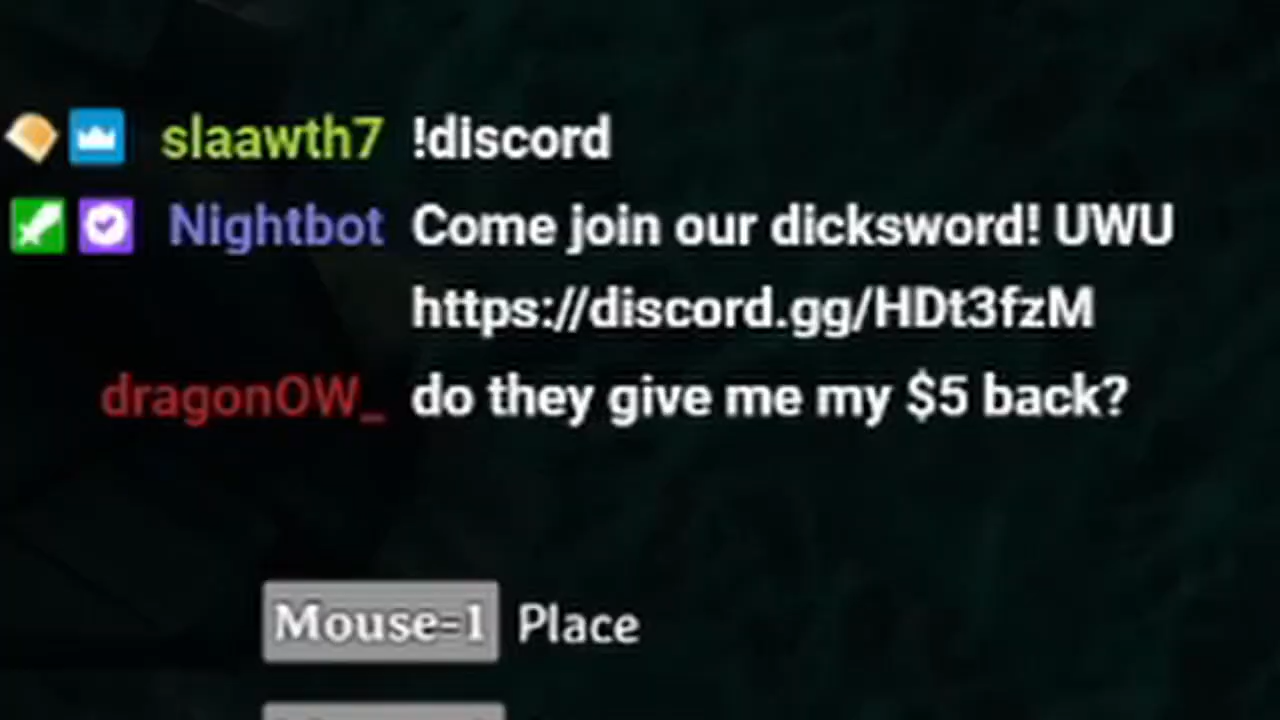 slaawth7 !discord
Nightbot Come join our dicksword! UWU
https://discord.gg/HDt3fzM
dragonOW_ do they give me my $5 back?
Mouse=1 Place